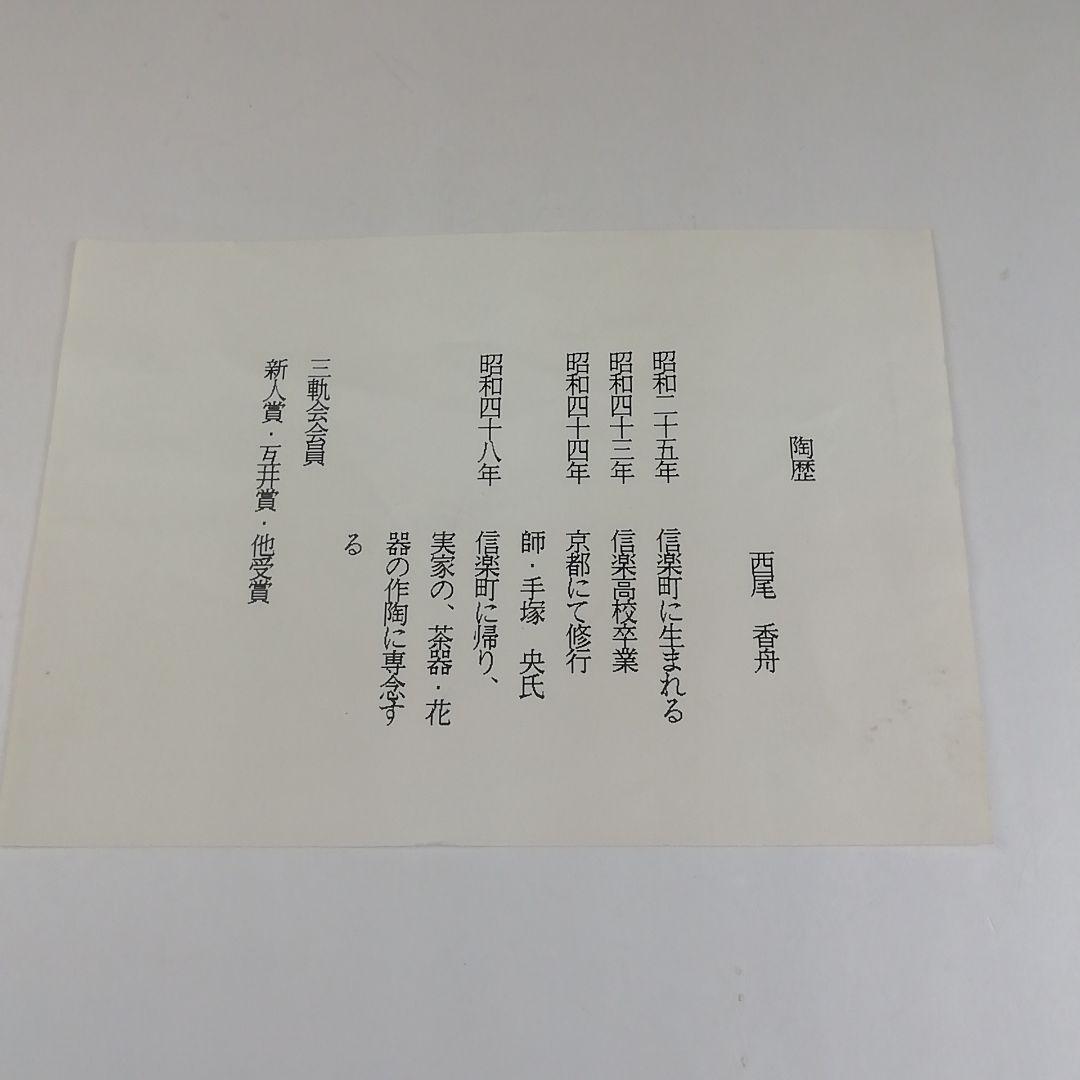 陶歴
西尾 香舟
昭和二十五年 信楽町に生まれる
昭和四十三年 信楽高校卒業
昭和四十四年 京都にて修行
師・手塚 央氏
昭和四十八年 信楽町に帰り、
実家の、茶器・花
器の作陶に専念す
る
三軌会会員
新人賞・互井賞・他受賞